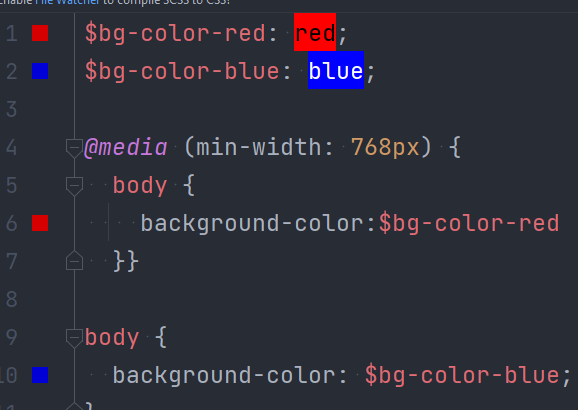 Enable File Watcher to compile SCSS to CSS?
1 $bg-color-red: red;
2 $bg-color-blue: blue;
3
4 @media (min-width: 768px) {
5 body {
6 background-color:$bg-color-red
7 }}
8
9 body {
10 background-color: $bg-color-blue;
11 }